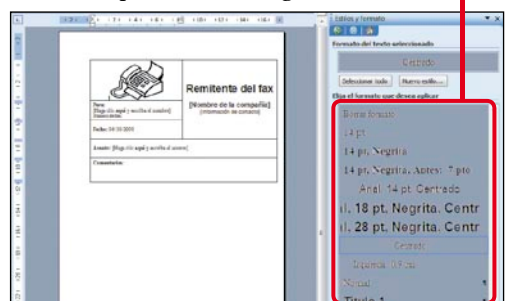 Remitente del fax
[Nombre de la compañía]
[Información de contacto]
Para:
[Haga clic aquí y escriba el nombre]
Fecha: 04/10/2005
Asunto: [Haga clic aquí y escriba el asunto]
Comentarios:
Estilos y formato
Formato del texto seleccionado
Centrado
Seleccionar todo
Nuevo estilo...
Elija el formato que desea aplicar
Borrar formato
14 pt
14 pt, Negrita
14 pt, Negrita, Antes: 7 pto
Arial, 14 pt, Centrado
al, 18 pt, Negrita, Centr
al, 28 pt, Negrita, Centr
Centrado
Izquierda: 0,9 cm
Normal
Título 1